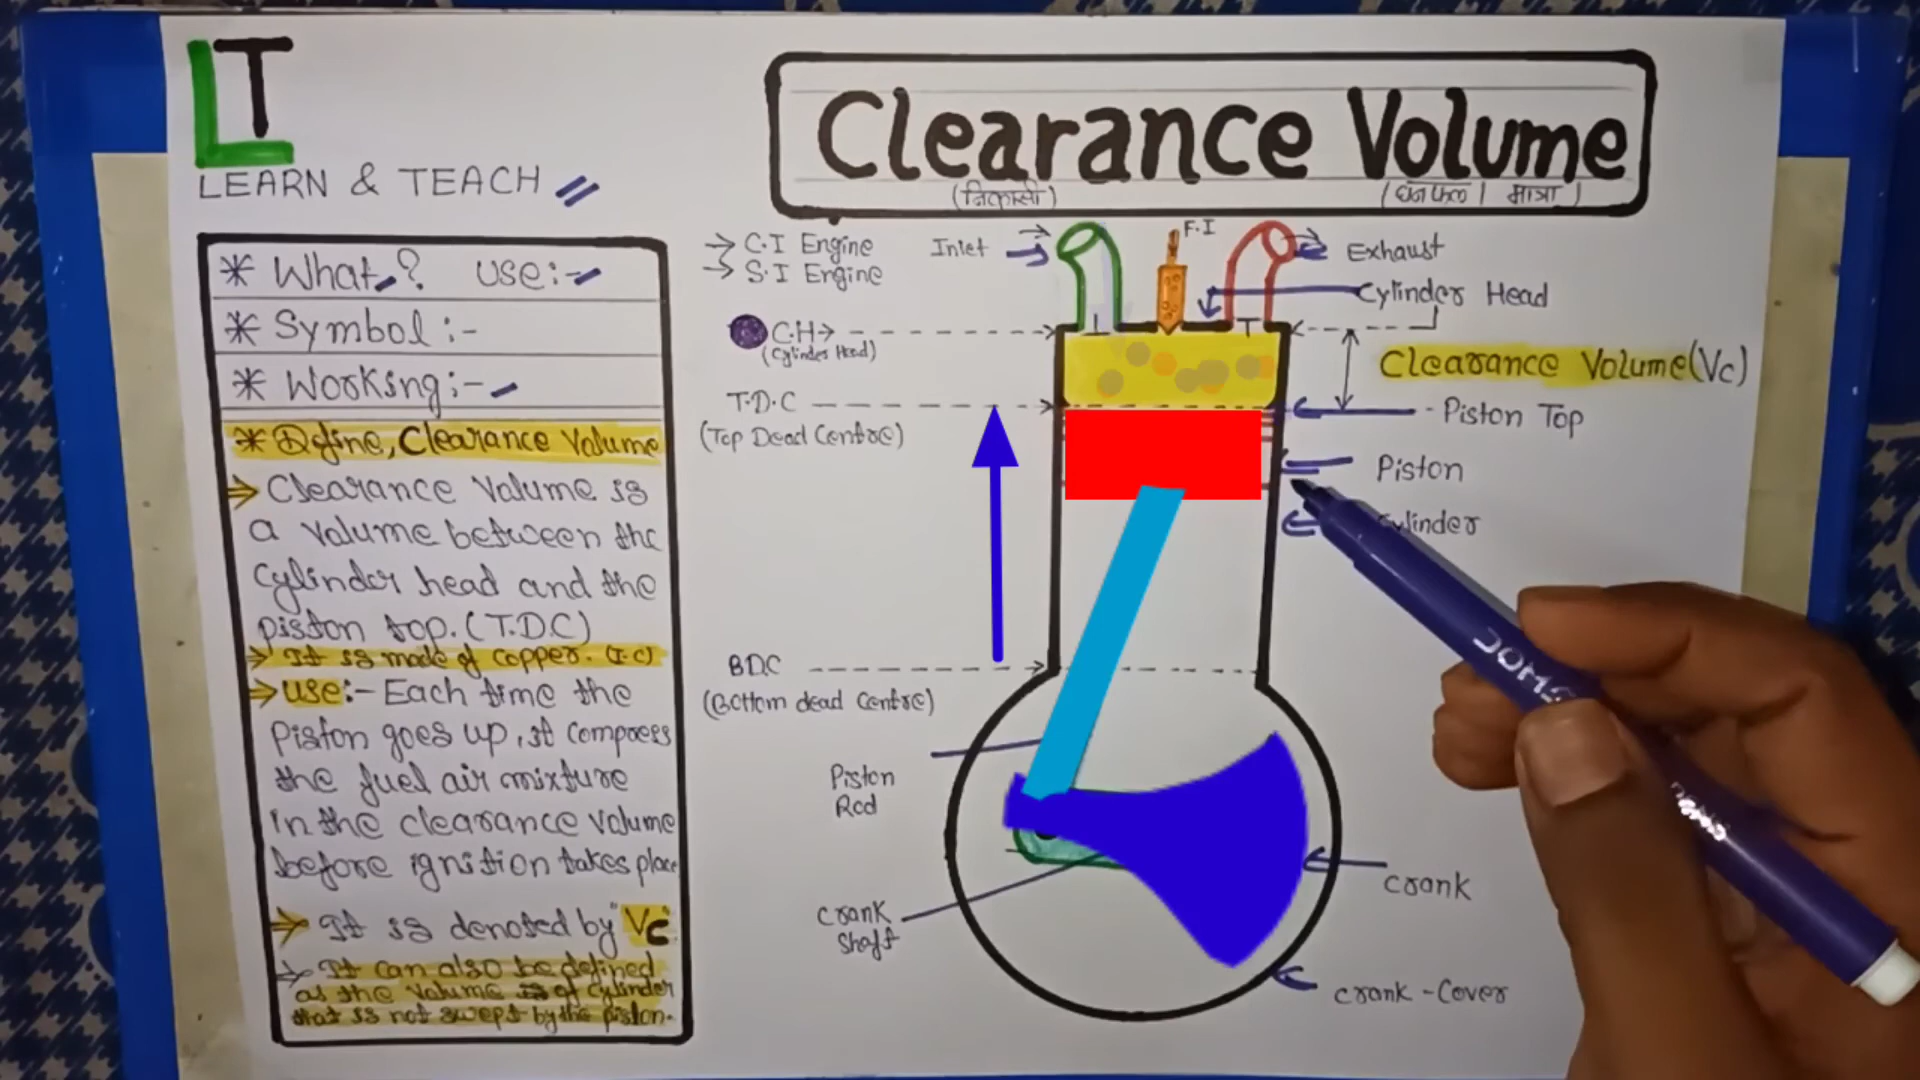 LT
LEARN & TEACH
Clearance Volume
(निकासी) (घनफल । मात्रा)
* What? Use:-
* Symbol:-
* Working:-
* Define, Clearance Volume
→ Clearance Volume is
a volume between the
Cylinder head and the
piston top. (T.D.C)
→ It is made of copper. (I.C)
→ Use:- Each time the
Piston goes up, it compress
the fuel air mixture
in the clearance volume
before ignition takes place
→ It is denoted by "Vc"
→ It can also be defined
as the volume of cylinder
that is not swept by the piston.
→ C.I Engine
→ S.I Engine
Inlet
F.I
Exhaust
Cylinder Head
C.H→
(Cylinder Head)
Clearance Volume(Vc)
T.D.C
(Top Dead Centre)
Piston Top
Piston
Cylinder
B.D.C
(Bottom dead Centre)
Piston
Rod
Crank
Shaft
Crank
Crank-Cover
DOMS